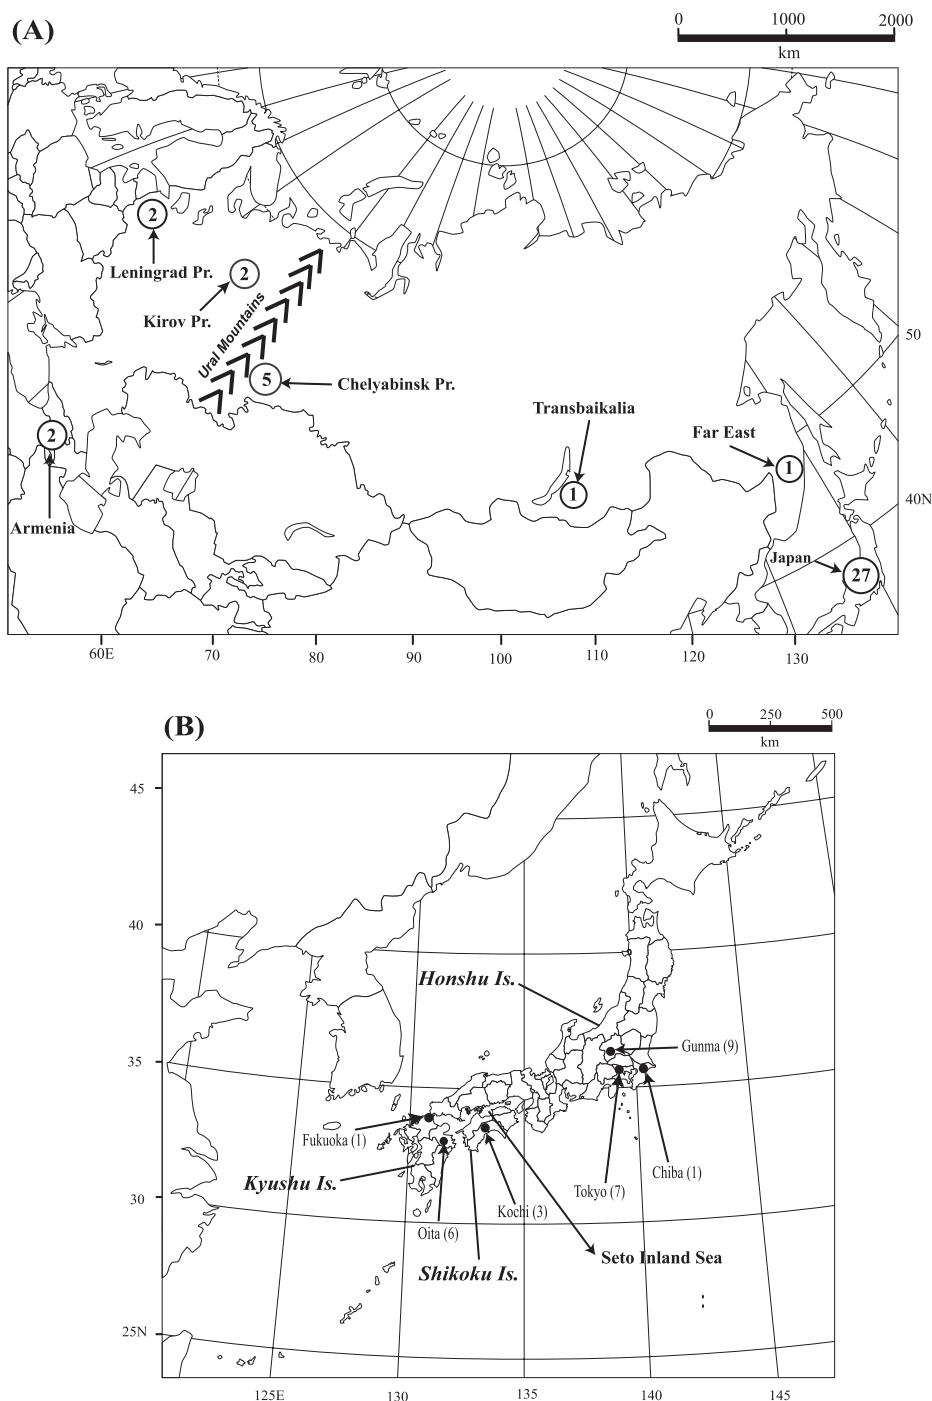 (A)
0 1000 2000
km
2
Leningrad Pr.
2
Kirov Pr.
Ural Mountains
50
5
Chelyabinsk Pr.
Transbaikalia
Far East
2
1
1
40N
Armenia
Japan
27
60E 70 80 90 100 110 120 130
(B)
0 250 500
km
45
40
Honshu Is.
35
Gunma (9)
Fukuoka (1)
Chiba (1)
Kyushu Is.
Tokyo (7)
30
Kochi (3)
Oita (6)
Seto Inland Sea
Shikoku Is.
25N
125E 130 135 140 145